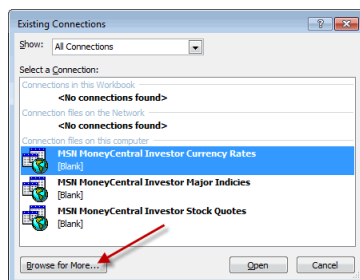 Existing Connections
Show: All Connections
Select a Connection:
Connections in this Workbook
<No connections found>
Connection files on the Network
<No connections found>
Connection files on this computer
MSN MoneyCentral Investor Currency Rates
[Blank]
MSN MoneyCentral Investor Major Indicies
[Blank]
MSN MoneyCentral Investor Stock Quotes
[Blank]
Browse for More... Open Cancel